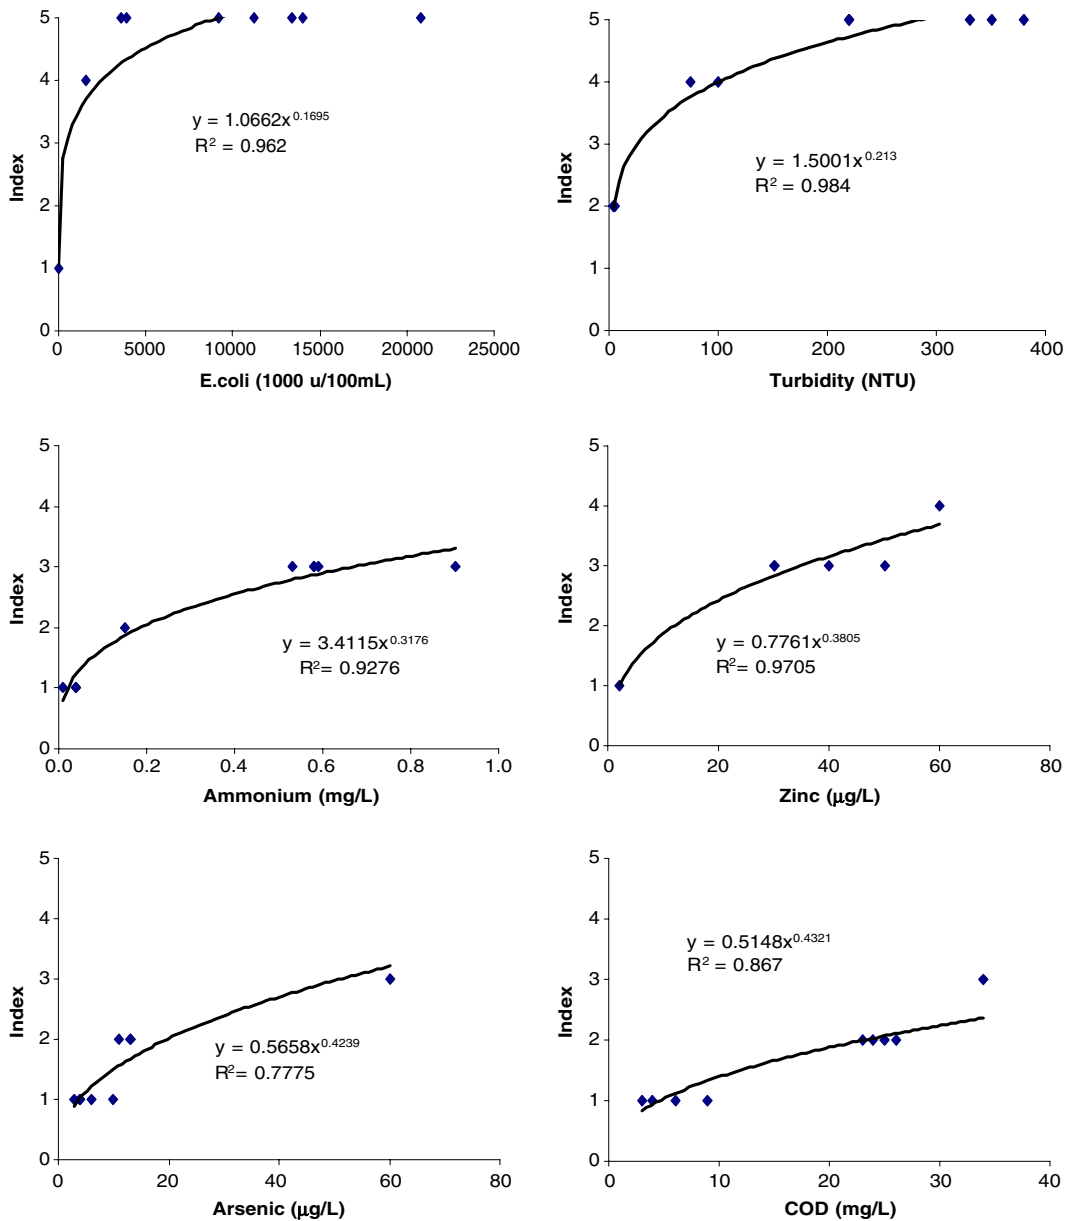 5
4
3
2
1
0
Index
y = 1.0662x^0.1695
R² = 0.962
0 5000 10000 15000 20000 25000
E.coli (1000 u/100mL)
5
4
3
2
1
0
Index
y = 1.5001x^0.213
R² = 0.984
0 100 200 300 400
Turbidity (NTU)
5
4
3
2
1
0
Index
y = 3.4115x^0.3176
R²= 0.9276
0.0 0.2 0.4 0.6 0.8 1.0
Ammonium (mg/L)
5
4
3
2
1
0
Index
y = 0.7761x^0.3805
R²= 0.9705
0 20 40 60 80
Zinc (µg/L)
5
4
3
2
1
0
Index
y = 0.5658x^0.4239
R²= 0.7775
0 20 40 60 80
Arsenic (µg/L)
5
4
3
2
1
0
Index
y = 0.5148x^0.4321
R² = 0.867
0 10 20 30 40
COD (mg/L)